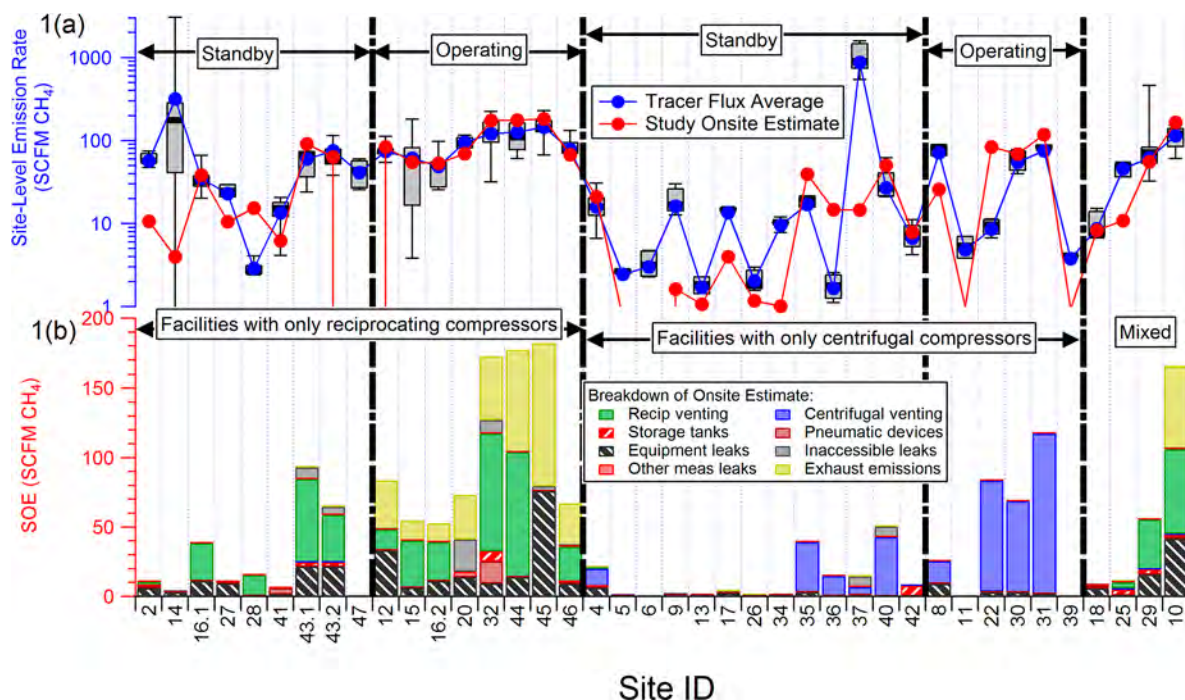 1(a)
Standby
Operating
Standby
Operating
Site-Level Emission Rate
(SCFM CH₄)
1000
100
10
1
Tracer Flux Average
Study Onsite Estimate
1(b)
Facilities with only reciprocating compressors
Facilities with only centrifugal compressors
Mixed
SOE (SCFM CH₄)
200
150
100
50
0
Breakdown of Onsite Estimate:
Recip venting
Centrifugal venting
Storage tanks
Pneumatic devices
Equipment leaks
Inaccessible leaks
Other meas leaks
Exhaust emissions
2 14 16.1 27 28 41 43.1 43.2 47 12 15 16.2 20 32 44 45 46 4 5 6 9 13 17 26 34 35 36 37 40 42 8 11 22 30 31 39 18 25 29 10
Site ID